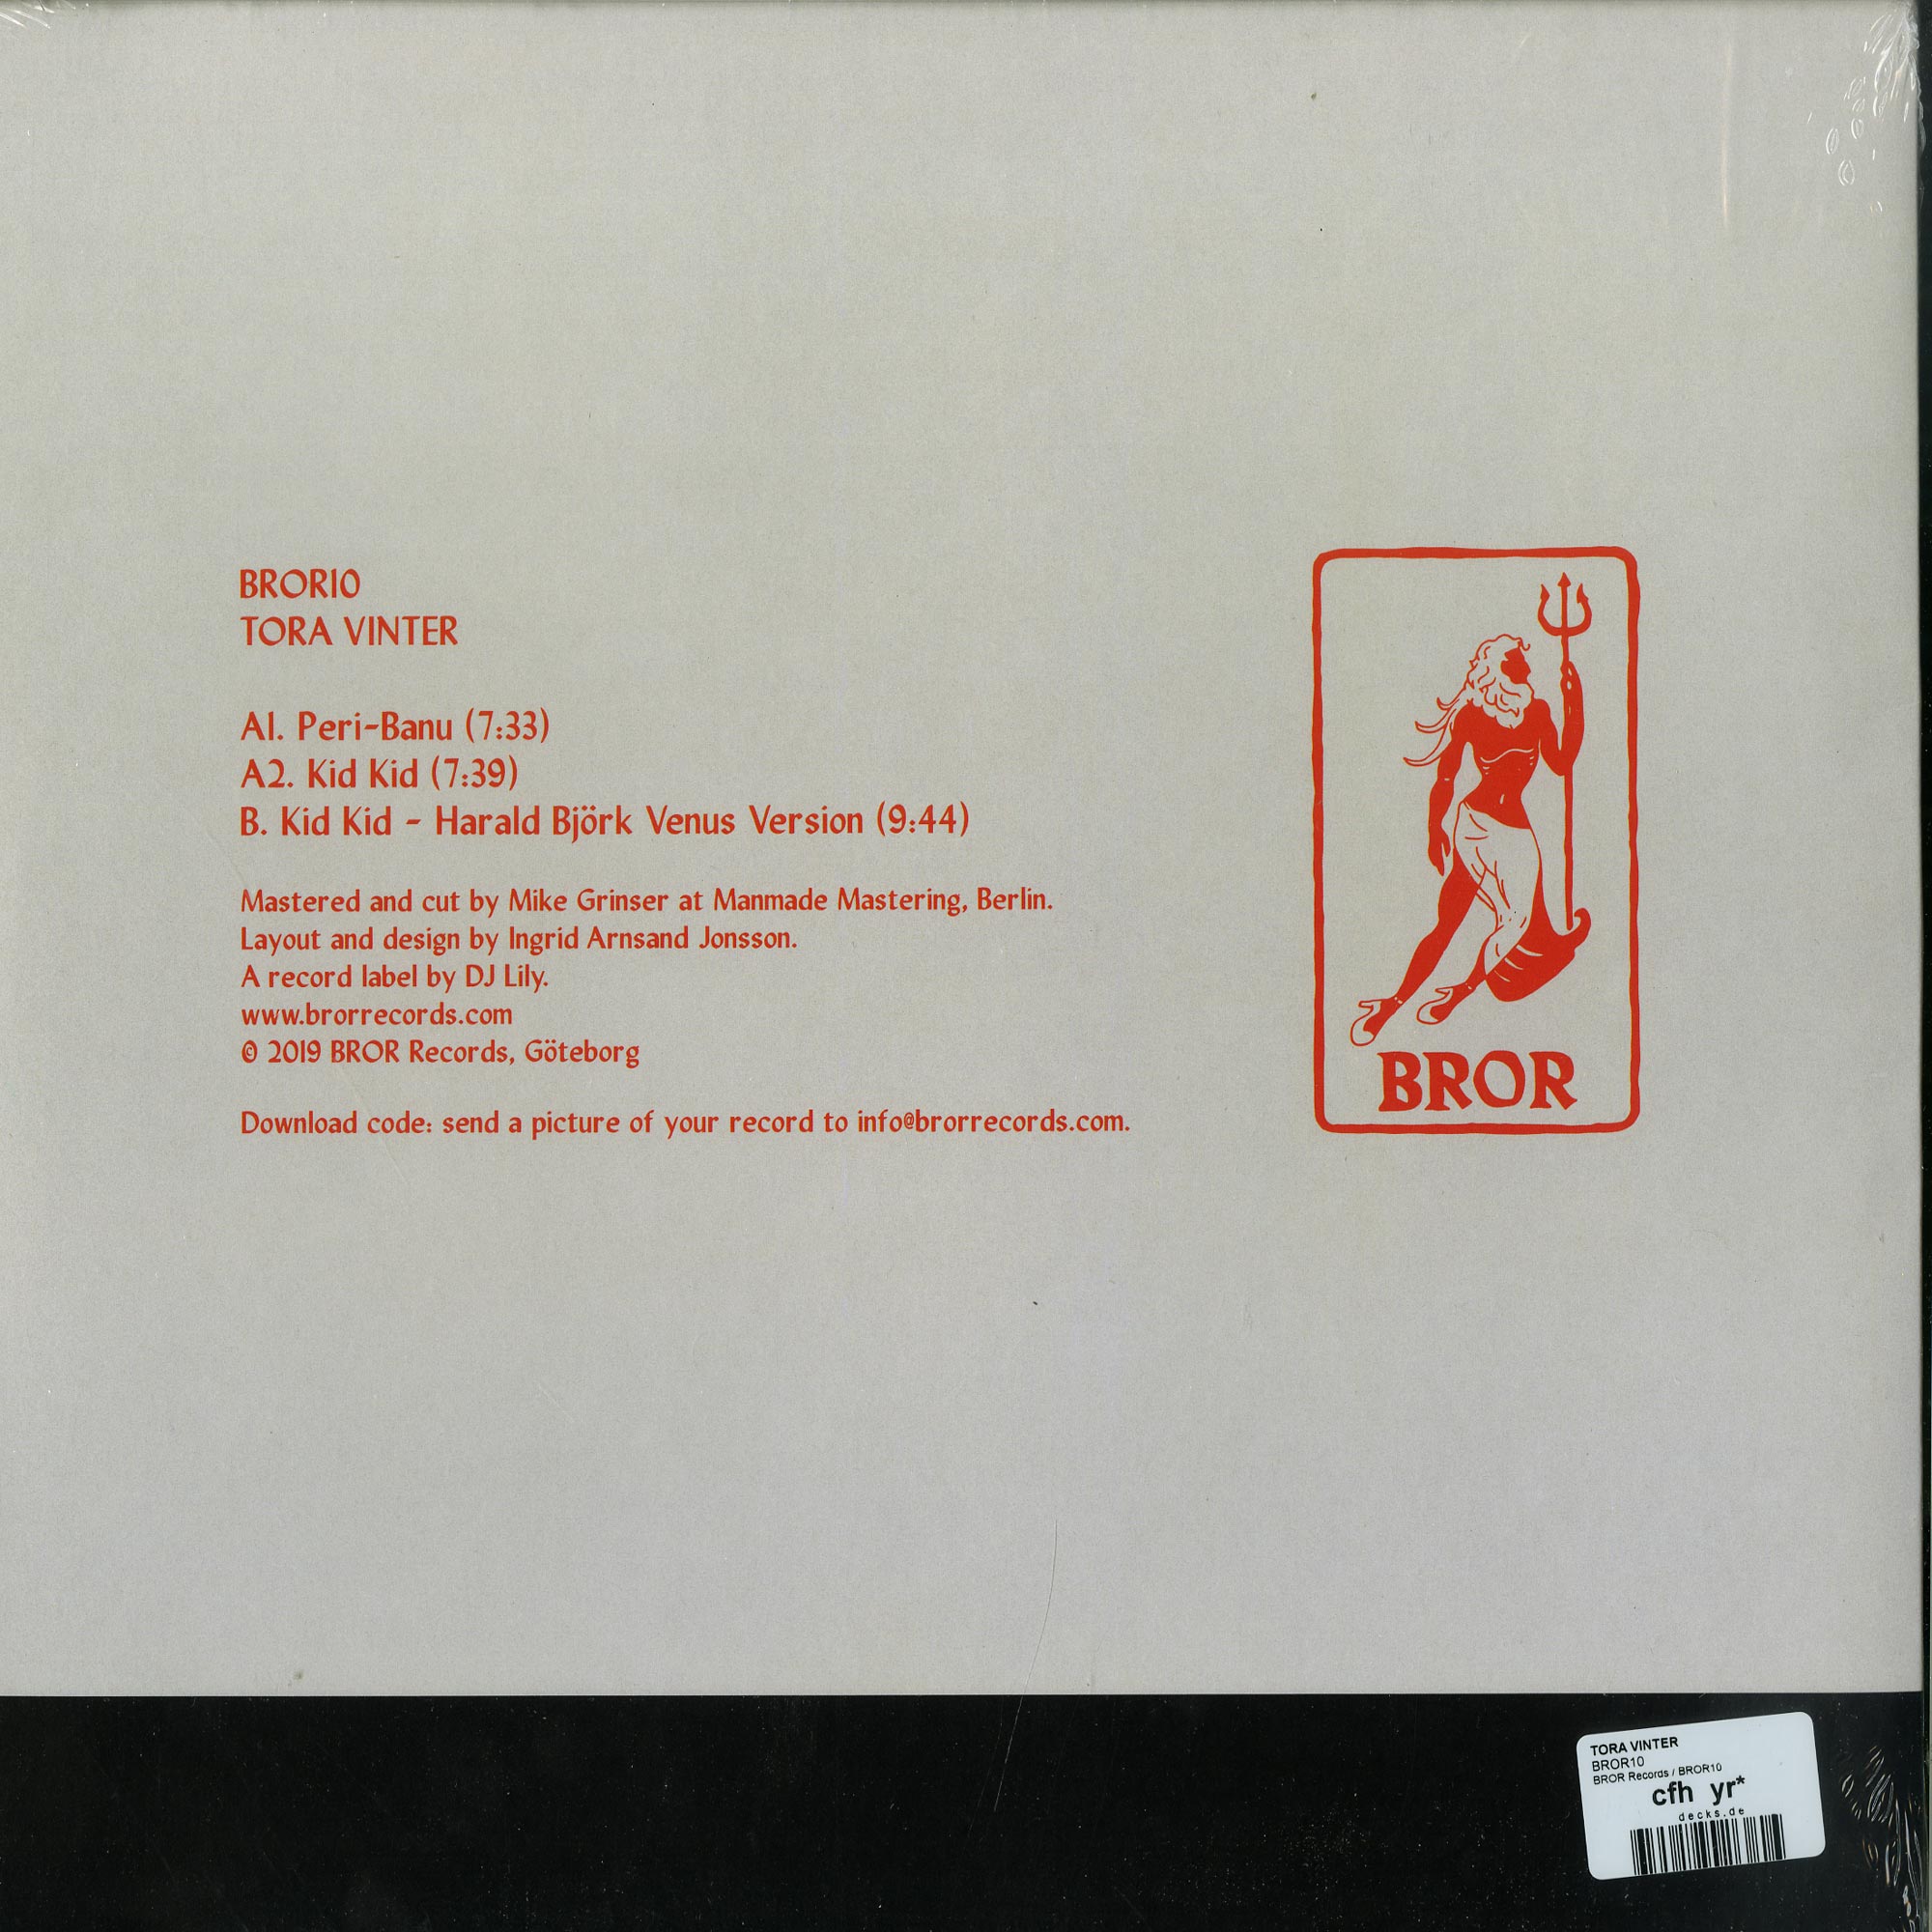 BROR10
TORA VINTER
A1. Peri-Banu (7:33)
A2. Kid Kid (7:39)
B. Kid Kid - Harald Björk Venus Version (9:44)
Mastered and cut by Mike Grinser at Manmade Mastering, Berlin.
Layout and design by Ingrid Arnsand Jonsson.
A record label by DJ Lily.
www.brorrecords.com
© 2019 BROR Records, Göteborg
Download code: send a picture of your record to info@brorrecords.com.
BROR
TORA VINTER
BROR10
BROR Records / BROR10
cfh yr*
decks.de